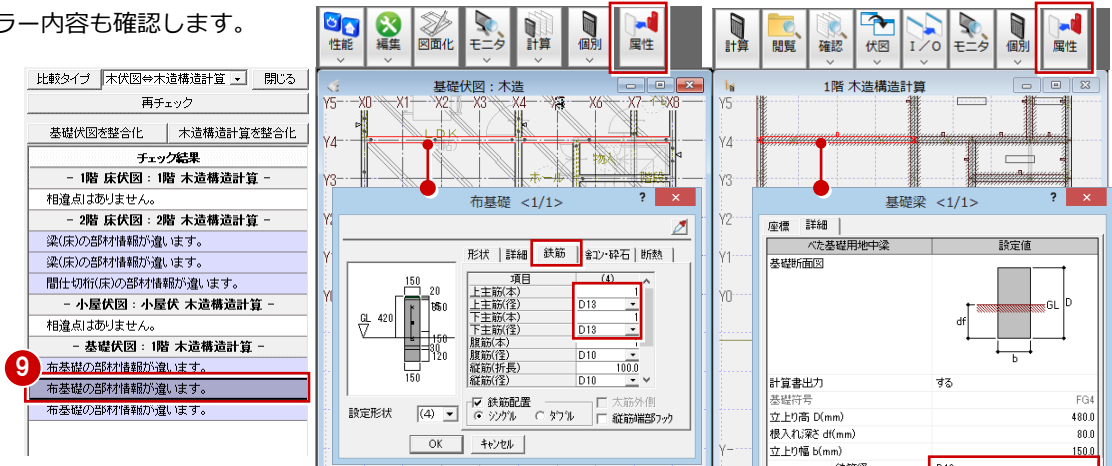 ラー内容も確認します。
比較タイプ 木伏図⇔木造構造計算 閉じる
再チェック
基礎伏図を整合化 木造構造計算を整合化
チェック結果
- 1階 床伏図：1階 木造構造計算 -
相違点はありません。
- 2階 床伏図：2階 木造構造計算 -
梁(床)の部材情報が違います。
梁(床)の部材情報が違います。
間仕切桁(床)の部材情報が違います。
- 小屋伏図：小屋伏 木造構造計算 -
相違点はありません。
- 基礎伏図：1階 木造構造計算 -
布基礎の部材情報が違います。
9
布基礎の部材情報が違います。
布基礎の部材情報が違います。
性能 編集 図面化 モニタ 計算 個別 属性
基礎伏図：木造
Y5 X0 X1 X2 X3 X4 X6 X7 X8
Y4 LDK
物入
Y3 ホール 階段
布基礎 <1/1> ? ×
形状 詳細 鉄筋 舎コン・砕石 断熱
項目 (4)
上主筋(本) 1
上主筋(径) D13
下主筋(本) 1
下主筋(径) D13
腹筋(本) 1
腹筋(径) D10
縦筋(折長) 100.0
縦筋(径) D10
150
20
GL 420
150
30
120
150
設定形状 (4)
鉄筋配置 太筋外側
シングル ダブル 縦筋端部フック
OK キャンセル
計算 閲覧 確認 伏図 I/O モニタ 個別 属性
1階 木造構造計算
Y5
Y4
Y3
Y2
Y1
Y0
基礎梁 <1/1> ? ×
座標 詳細
べた基礎用地中梁 設定値
基礎断面図
GL D
df
b
計算書出力 する
基礎符号 FG4
立上り高 D(mm) 480.0
根入れ深さ df(mm) 80.0
立上り幅 b(mm) 150.0